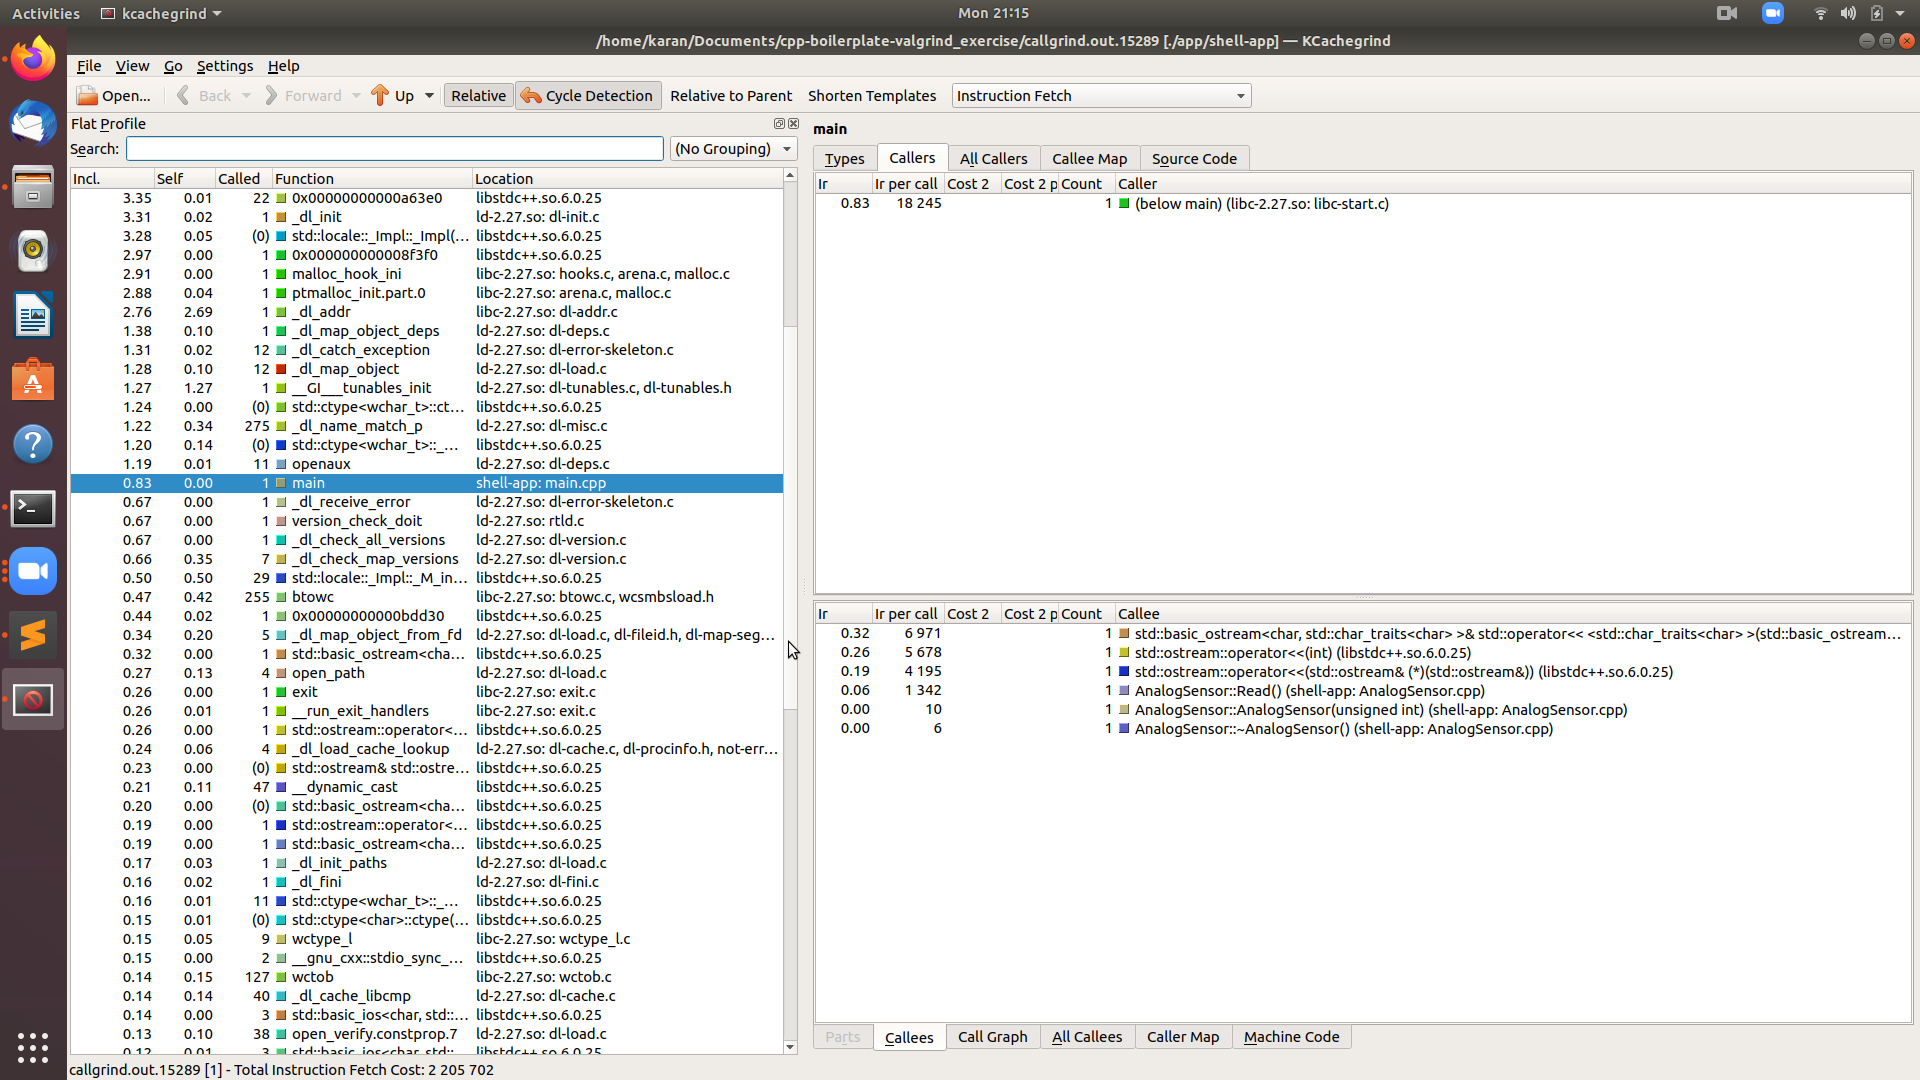 Activities kcachegrind Mon 21:15
/home/karan/Documents/cpp-boilerplate-valgrind_exercise/callgrind.out.15289 [./app/shell-app] — KCachegrind
File View Go Settings Help
Open... Back Forward Up Relative Cycle Detection Relative to Parent Shorten Templates Instruction Fetch
Flat Profile
Search: (No Grouping)
Incl. Self Called Function Location
3.35 0.01 22 0x00000000000a63e0 libstdc++.so.6.0.25
3.31 0.02 1 _dl_init ld-2.27.so: dl-init.c
3.28 0.05 (0) std::locale::_Impl::_Impl(... libstdc++.so.6.0.25
2.97 0.00 1 0x000000000008f3f0 libstdc++.so.6.0.25
2.91 0.00 1 malloc_hook_ini libc-2.27.so: hooks.c, arena.c, malloc.c
2.88 0.04 1 ptmalloc_init.part.0 libc-2.27.so: arena.c, malloc.c
2.76 2.69 1 _dl_addr libc-2.27.so: dl-addr.c
1.38 0.10 1 _dl_map_object_deps ld-2.27.so: dl-deps.c
1.31 0.02 12 _dl_catch_exception ld-2.27.so: dl-error-skeleton.c
1.28 0.10 12 _dl_map_object ld-2.27.so: dl-load.c
1.27 1.27 1 __GI___tunables_init ld-2.27.so: dl-tunables.c, dl-tunables.h
1.24 0.00 (0) std::ctype<wchar_t>::ct... libstdc++.so.6.0.25
1.22 0.34 275 _dl_name_match_p ld-2.27.so: dl-misc.c
1.20 0.14 (0) std::ctype<wchar_t>::_... libstdc++.so.6.0.25
1.19 0.01 11 openaux ld-2.27.so: dl-deps.c
0.83 0.00 1 main shell-app: main.cpp
0.67 0.00 1 _dl_receive_error ld-2.27.so: dl-error-skeleton.c
0.67 0.00 1 version_check_doit ld-2.27.so: rtld.c
0.67 0.00 1 _dl_check_all_versions ld-2.27.so: dl-version.c
0.66 0.35 7 _dl_check_map_versions ld-2.27.so: dl-version.c
0.50 0.50 29 std::locale::_Impl::_M_in... libstdc++.so.6.0.25
0.47 0.42 255 btowc libc-2.27.so: btowc.c, wcsmbsload.h
0.44 0.02 1 0x00000000000bdd30 libstdc++.so.6.0.25
0.34 0.20 5 _dl_map_object_from_fd ld-2.27.so: dl-load.c, dl-fileid.h, dl-map-seg...
0.32 0.00 1 std::basic_ostream<cha... libstdc++.so.6.0.25
0.27 0.13 4 open_path ld-2.27.so: dl-load.c
0.26 0.00 1 exit libc-2.27.so: exit.c
0.26 0.01 1 __run_exit_handlers libc-2.27.so: exit.c
0.26 0.00 1 std::ostream::operator<... libstdc++.so.6.0.25
0.24 0.06 4 _dl_load_cache_lookup ld-2.27.so: dl-cache.c, dl-procinfo.h, not-err...
0.23 0.00 (0) std::ostream& std::ostre... libstdc++.so.6.0.25
0.21 0.11 47 __dynamic_cast libstdc++.so.6.0.25
0.20 0.00 (0) std::basic_ostream<cha... libstdc++.so.6.0.25
0.19 0.00 1 std::ostream::operator<... libstdc++.so.6.0.25
0.19 0.00 1 std::basic_ostream<cha... libstdc++.so.6.0.25
0.17 0.03 1 _dl_init_paths ld-2.27.so: dl-load.c
0.16 0.02 1 _dl_fini ld-2.27.so: dl-fini.c
0.16 0.01 11 std::ctype<wchar_t>::_... libstdc++.so.6.0.25
0.15 0.01 (0) std::ctype<char>::ctype(... libstdc++.so.6.0.25
0.15 0.05 9 wctype_l libc-2.27.so: wctype_l.c
0.15 0.00 2 __gnu_cxx::stdio_sync_... libstdc++.so.6.0.25
0.14 0.15 127 wctob libc-2.27.so: wctob.c
0.14 0.14 40 _dl_cache_libcmp ld-2.27.so: dl-cache.c
0.14 0.00 3 std::basic_ios<char, std::... libstdc++.so.6.0.25
0.13 0.10 38 open_verify.constprop.7 ld-2.27.so: dl-load.c
0.12 0.01 3 std::basic_ios<char, std::... libstdc++.so.6.0.25
callgrind.out.15289 [1] - Total Instruction Fetch Cost: 2 205 702
main
Types Callers All Callers Callee Map Source Code
Ir Ir per call Cost 2 Cost 2 p Count Caller
0.83 18 245 1 (below main) (libc-2.27.so: libc-start.c)
Ir Ir per call Cost 2 Cost 2 p Count Callee
0.32 6 971 1 std::basic_ostream<char, std::char_traits<char> >& std::operator<< <std::char_traits<char> >(std::basic_ostream...
0.26 5 678 1 std::ostream::operator<<(int) (libstdc++.so.6.0.25)
0.19 4 195 1 std::ostream::operator<<(std::ostream& (*)(std::ostream&)) (libstdc++.so.6.0.25)
0.06 1 342 1 AnalogSensor::Read() (shell-app: AnalogSensor.cpp)
0.00 10 1 AnalogSensor::AnalogSensor(unsigned int) (shell-app: AnalogSensor.cpp)
0.00 6 1 AnalogSensor::~AnalogSensor() (shell-app: AnalogSensor.cpp)
Parts Callees Call Graph All Callees Caller Map Machine Code